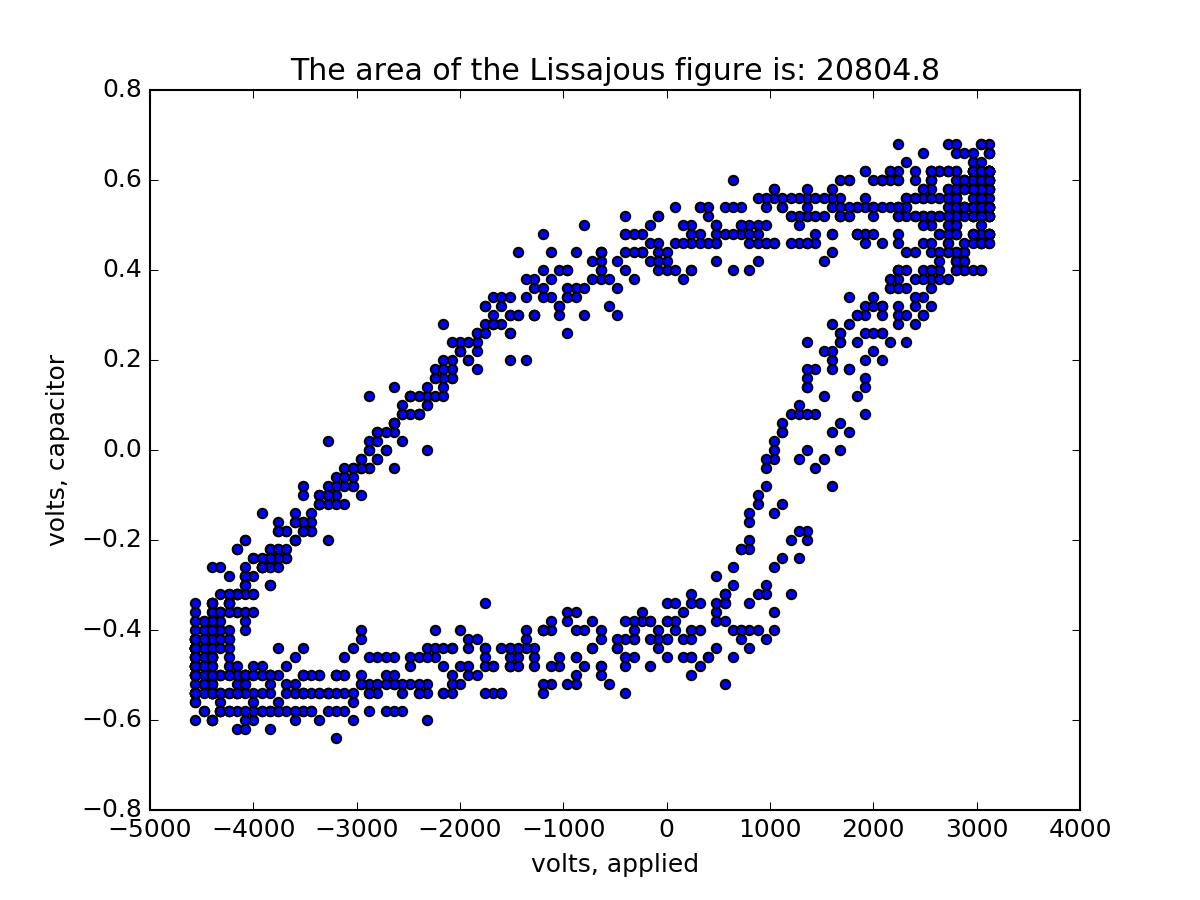 The area of the Lissajous figure is: 20804.8
0.8
0.6
0.4
0.2
0.0
−0.2
−0.4
−0.6
−0.8
volts, capacitor
−5000 −4000 −3000 −2000 −1000 0 1000 2000 3000 4000
volts, applied